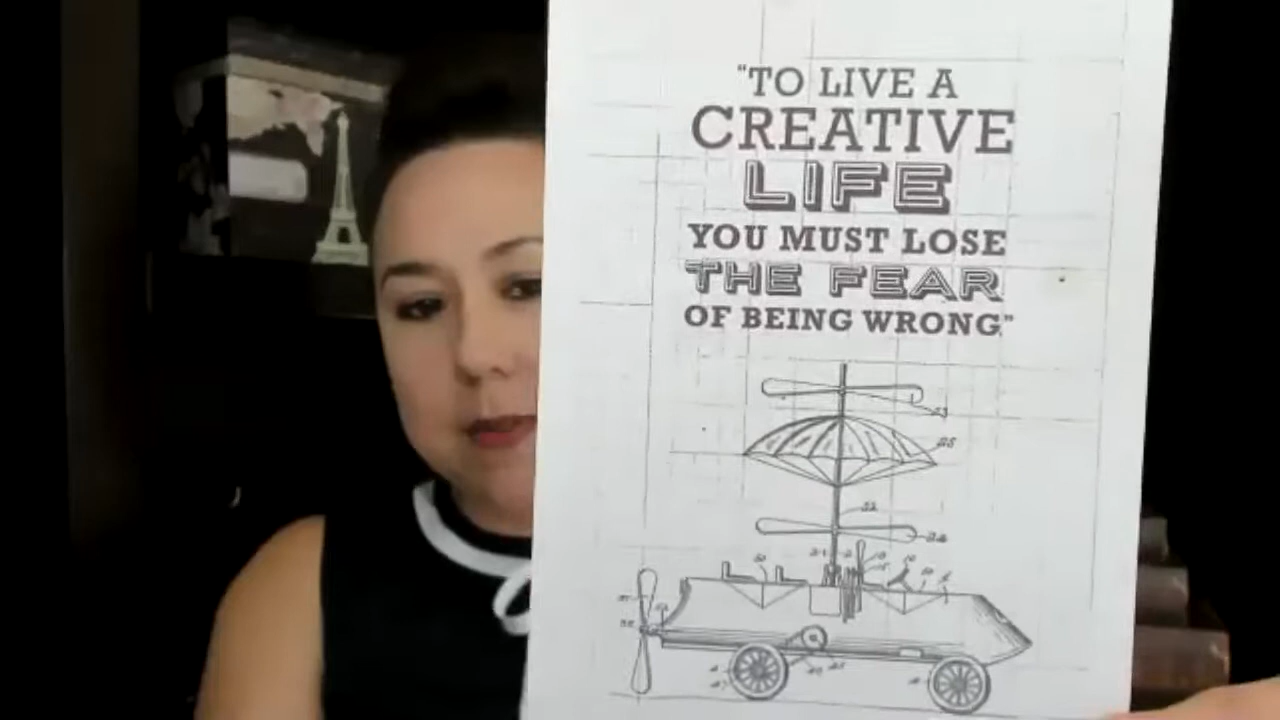 "TO LIVE A
CREATIVE
LIFE
YOU MUST LOSE
THE FEAR
OF BEING WRONG"